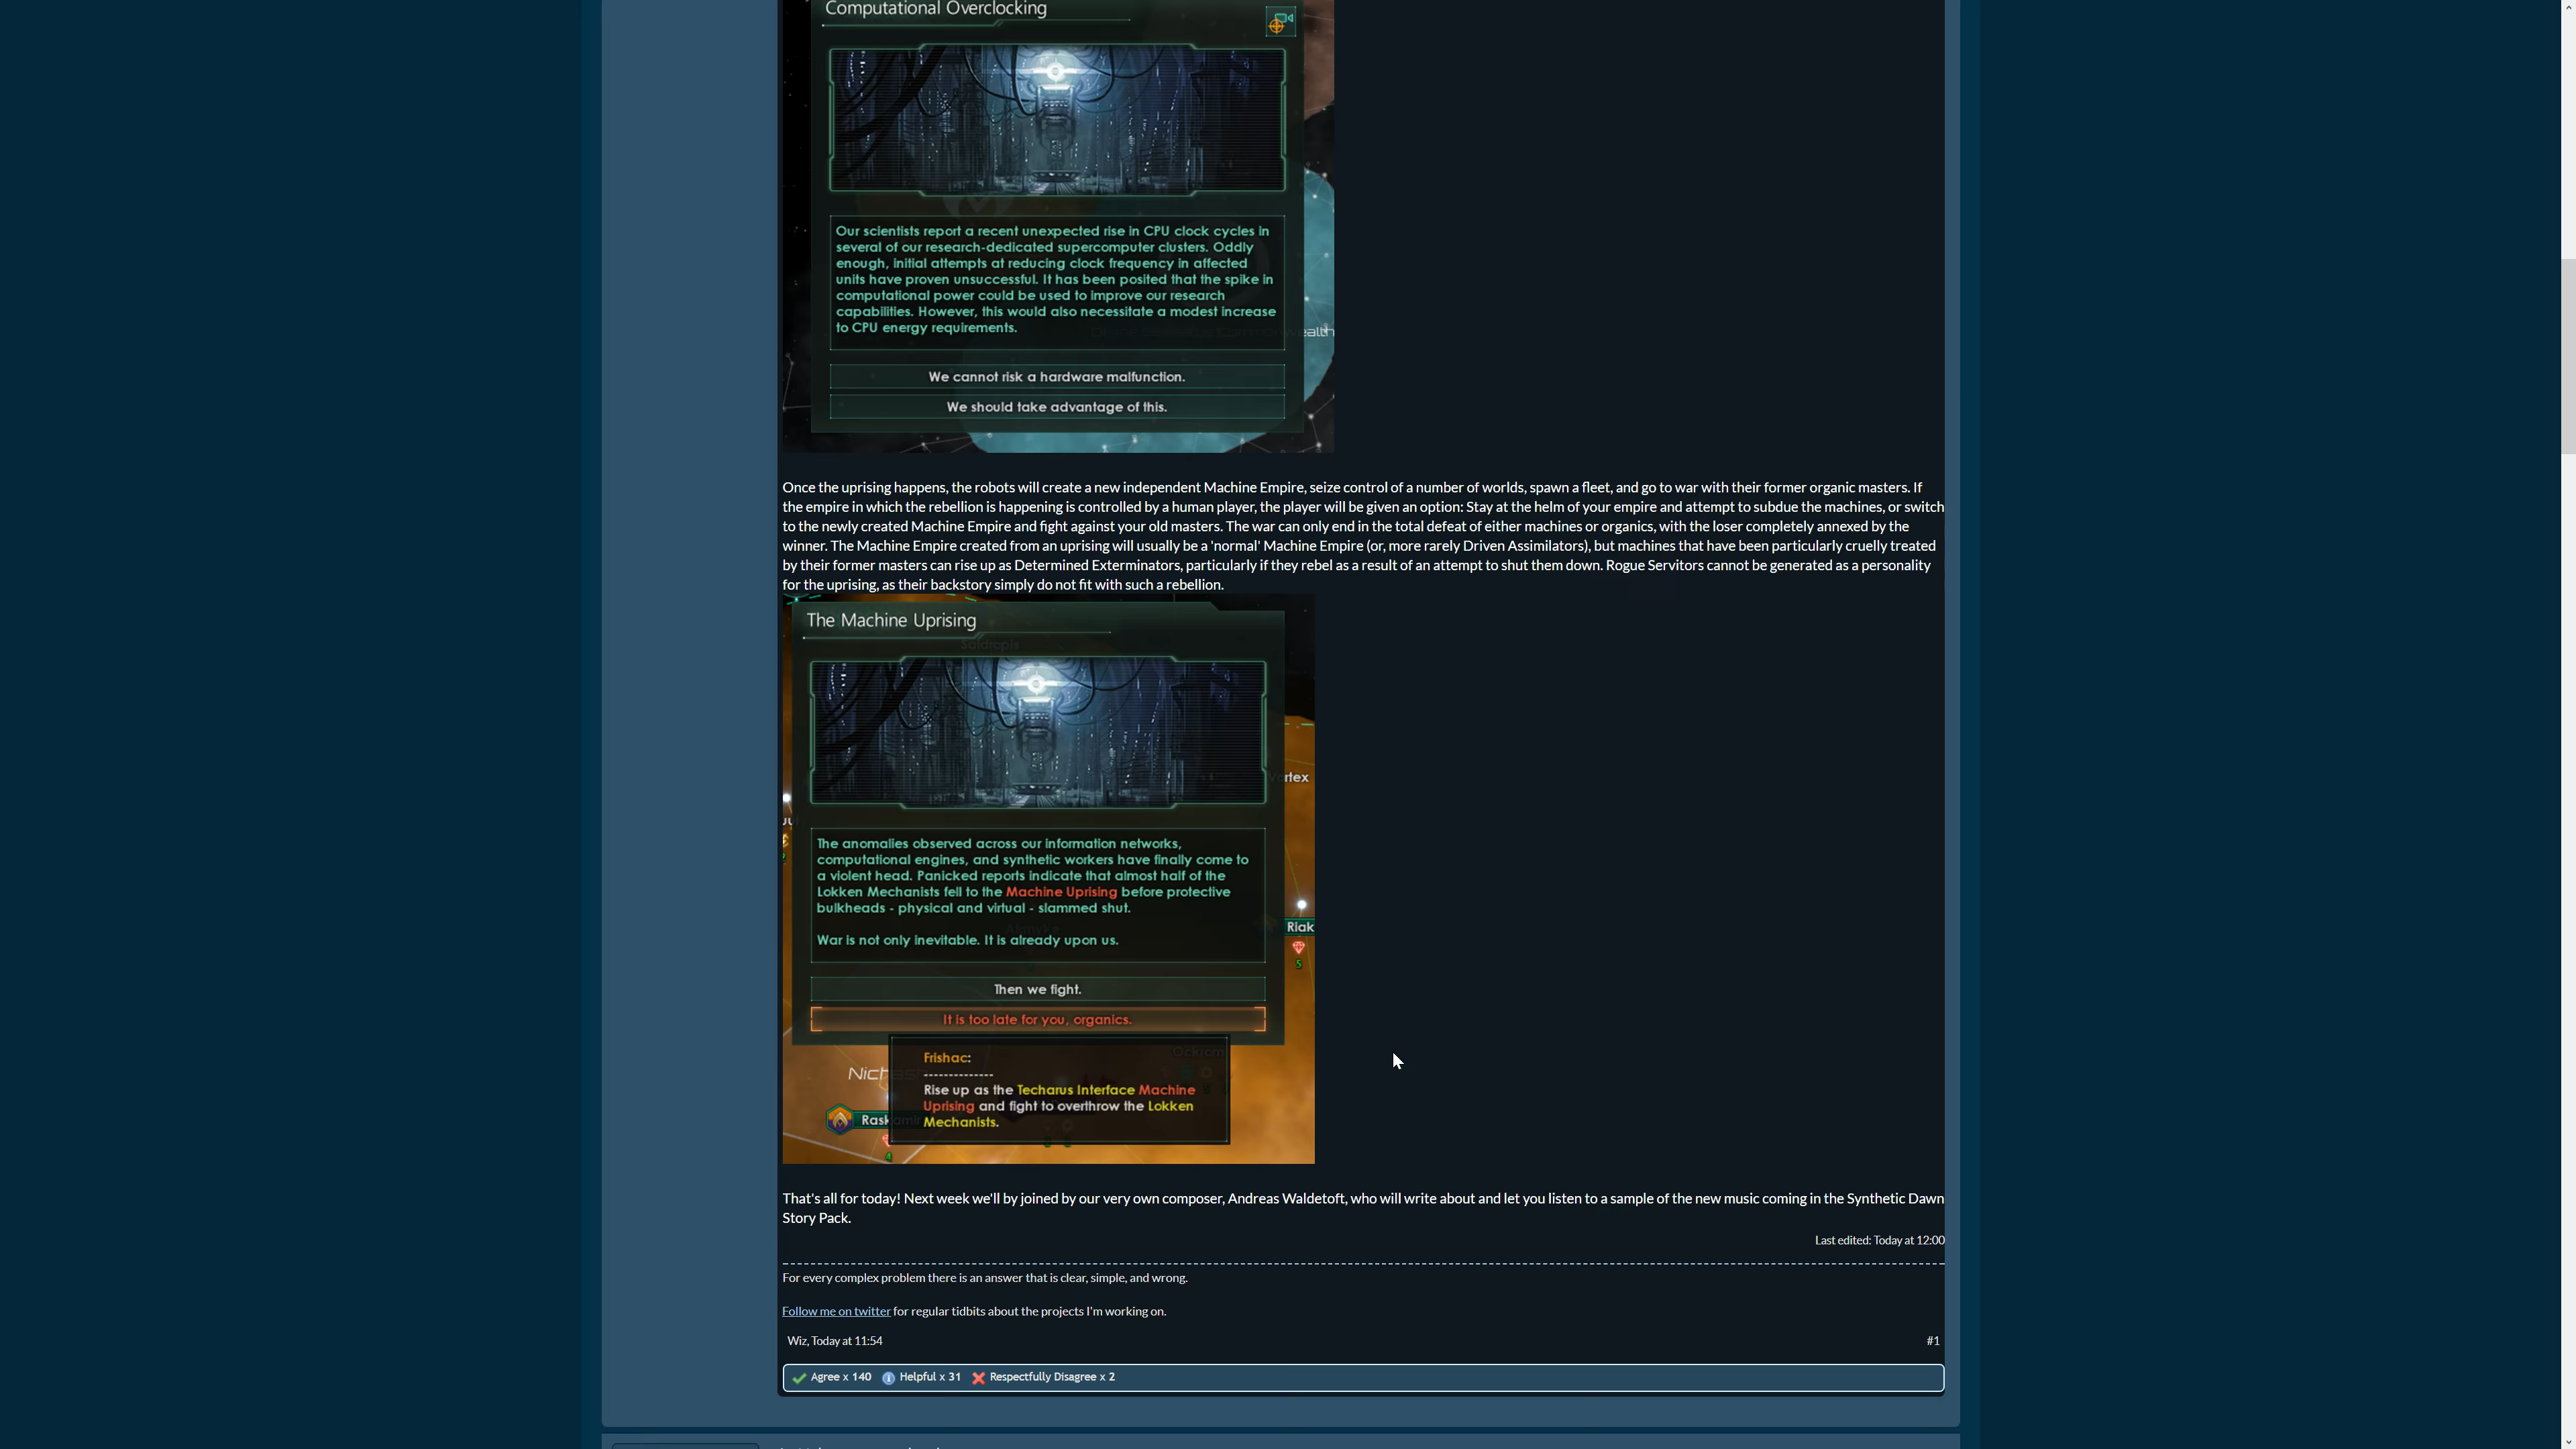 Computational Overclocking
Our scientists report a recent unexpected rise in CPU clock cycles in
several of our research-dedicated supercomputer clusters. Oddly
enough, initial attempts at reducing clock frequency in affected
units have proven unsuccessful. It has been posited that the spike in
computational power could be used to improve our research
capabilities. However, this would also necessitate a modest increase
to CPU energy requirements.
ealth
We cannot risk a hardware malfunction.
We should take advantage of this.
Once the uprising happens, the robots will create a new independent Machine Empire, seize control of a number of worlds, spawn a fleet, and go to war with their former organic masters. If
the empire in which the rebellion is happening is controlled by a human player, the player will be given an option: Stay at the helm of your empire and attempt to subdue the machines, or switch
to the newly created Machine Empire and fight against your old masters. The war can only end in the total defeat of either machines or organics, with the loser completely annexed by the
winner. The Machine Empire created from an uprising will usually be a 'normal' Machine Empire (or, more rarely Driven Assimilators), but machines that have been particularly cruelly treated
by their former masters can rise up as Determined Exterminators, particularly if they rebel as a result of an attempt to shut them down. Rogue Servitors cannot be generated as a personality
for the uprising, as their backstory simply do not fit with such a rebellion.
The Machine Uprising
Saldropis
rtex
The anomalies observed across our information networks,
computational engines, and synthetic workers have finally come to
a violent head. Panicked reports indicate that almost half of the
Lokken Mechanists fell to the Machine Uprising before protective
bulkheads - physical and virtual - slammed shut.
War is not only inevitable. It is already upon us.
Riak
5
Then we fight.
It is too late for you, organics.
Frishac:
--------------
Rise up as the Techarus Interface Machine
Uprising and fight to overthrow the Lokken
Mechanists.
Nich
Rask
4
That's all for today! Next week we'll by joined by our very own composer, Andreas Waldetoft, who will write about and let you listen to a sample of the new music coming in the Synthetic Dawn
Story Pack.
Last edited: Today at 12:00
For every complex problem there is an answer that is clear, simple, and wrong.
Follow me on twitter for regular tidbits about the projects I'm working on.
Wiz, Today at 11:54
#1
Agree x 140 Helpful x 31 Respectfully Disagree x 2